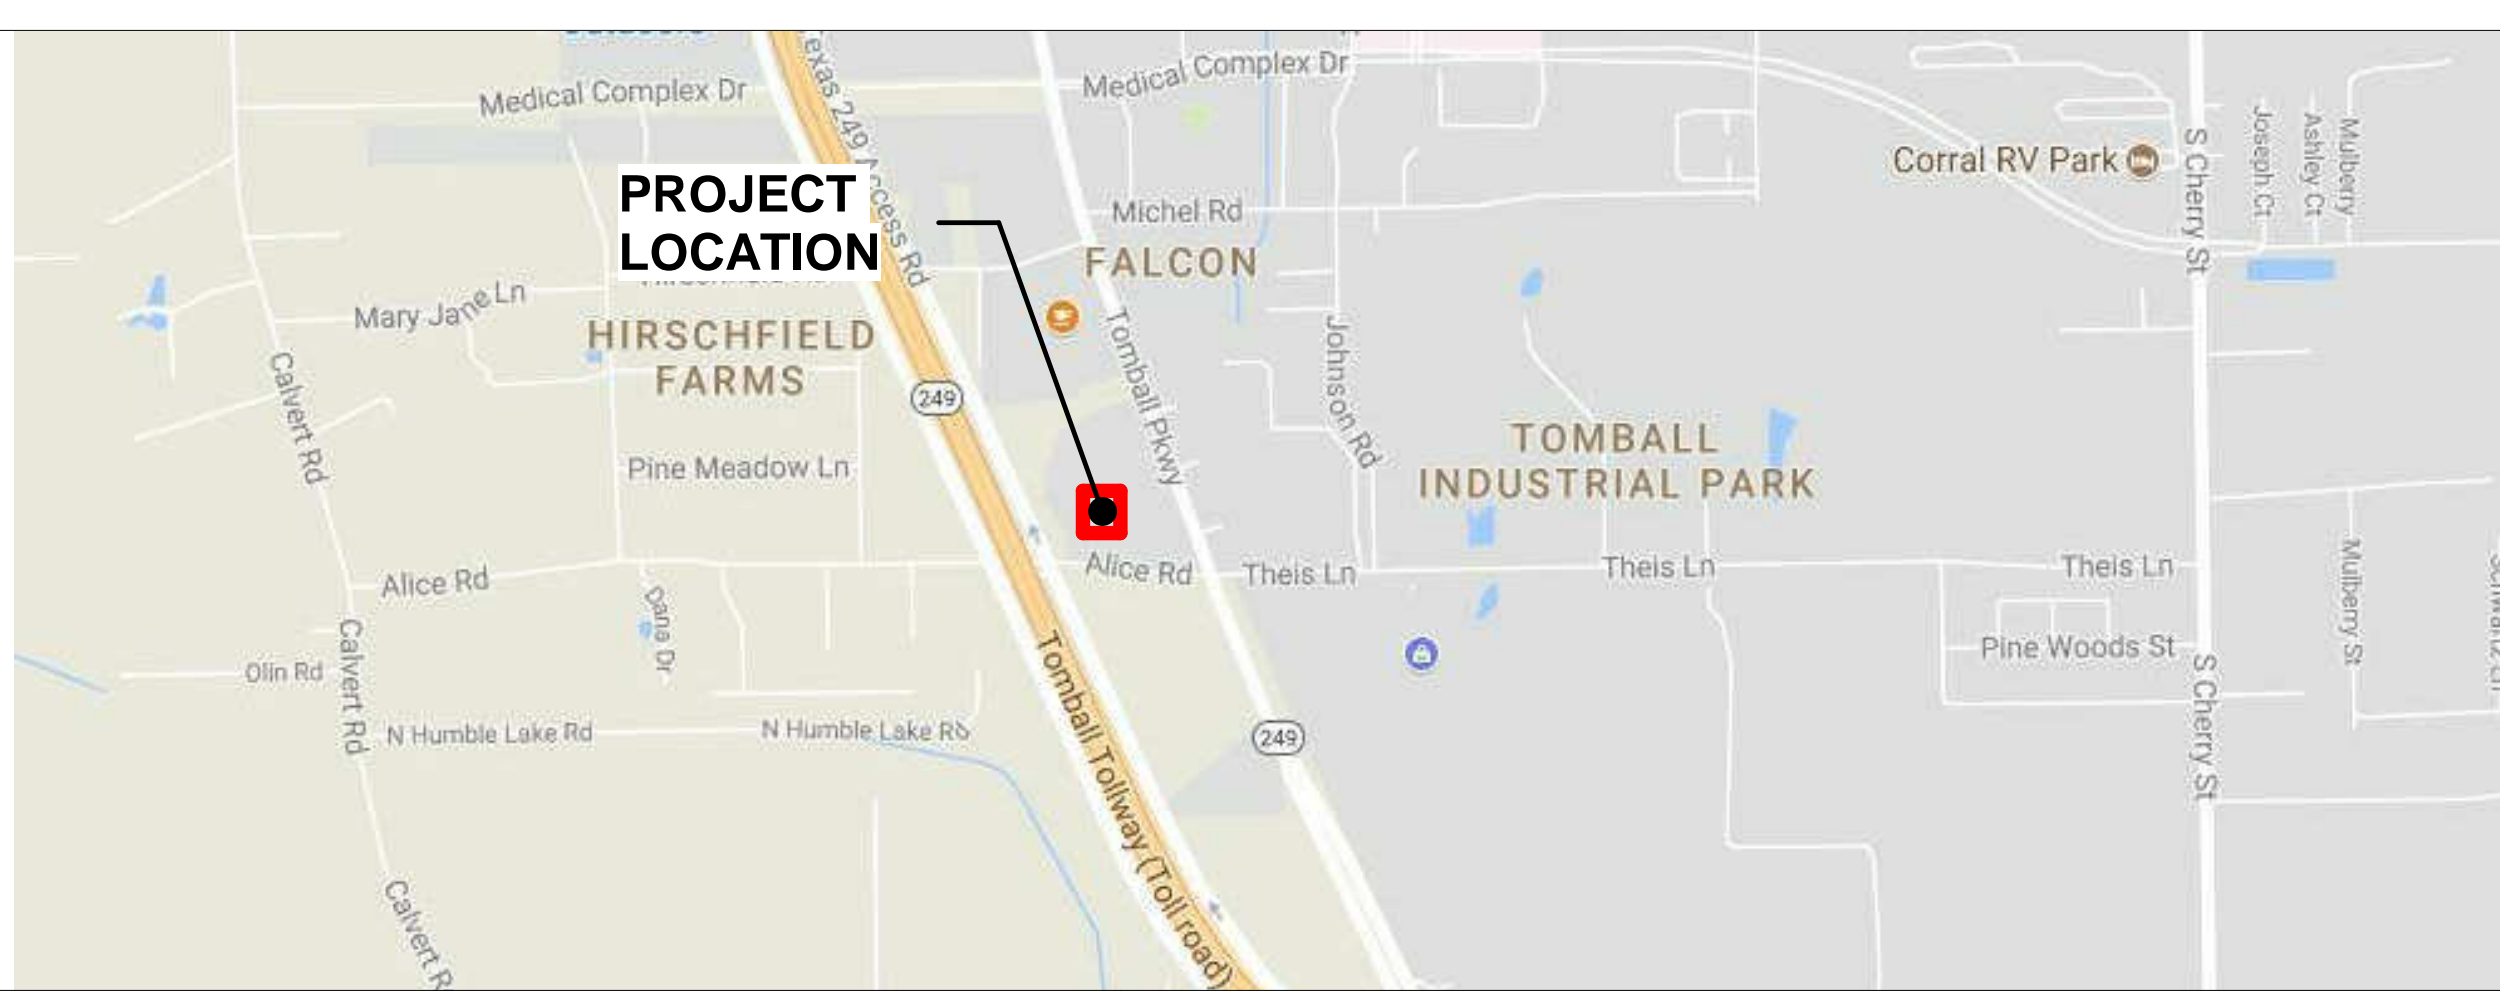 Medical Complex Dr
Texas 249 Access Rd
Medical Complex Dr
Corral RV Park
S Cherry St
Joseph Ct
Ashley Ct
Mulberry
PROJECT
LOCATION
Michel Rd
FALCON
Mary Jane Ln
HIRSCHFIELD
FARMS
249
Tomball Pkwy
Johnson Rd
Calvert Rd
Pine Meadow Ln
TOMBALL
INDUSTRIAL PARK
Alice Rd
Alice Rd
Theis Ln
Theis Ln
Theis Ln
Dana Dr
Mulberry St
Calvert Rd
Olin Rd
Pine Woods St
S Cherry St
N Humble Lake Rd
N Humble Lake Rd
249
Tomball Tollway (Toll road)
Calvert R